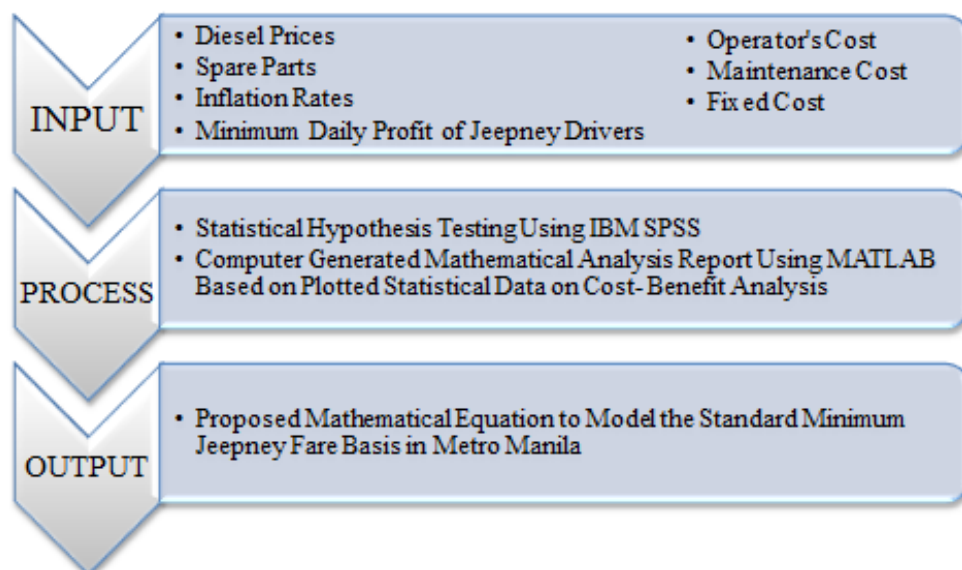 INPUT
• Diesel Prices
• Spare Parts
• Inflation Rates
• Minimum Daily Profit of Jeepney Drivers
• Operator's Cost
• Maintenance Cost
• Fixed Cost
PROCESS
• Statistical Hypothesis Testing Using IBM SPSS
• Computer Generated Mathematical Analysis Report Using MATLAB
Based on Plotted Statistical Data on Cost- Benefit Analysis
OUTPUT
• Proposed Mathematical Equation to Model the Standard Minimum
Jeepney Fare Basis in Metro Manila